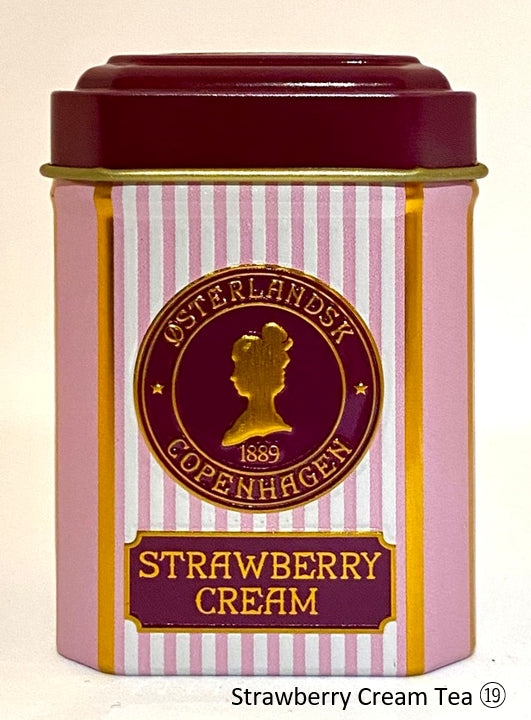 ØSTERLANDSK
1889
COPENHAGEN
STRAWBERRY
CREAM
Strawberry Cream Tea ⑲